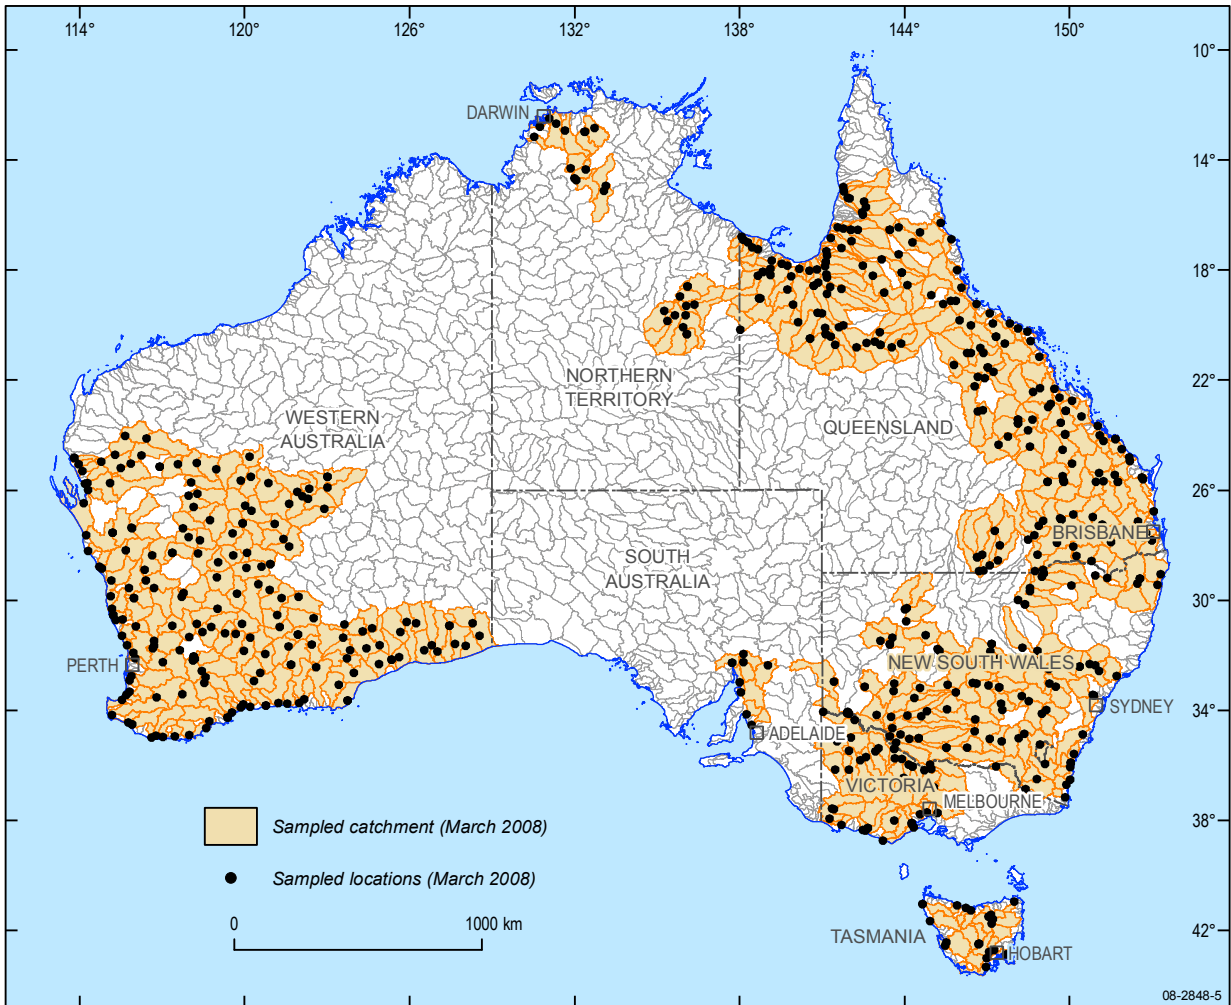 114° 120° 126° 132° 138° 144° 150°
10°
DARWIN
14°
18°
NORTHERN
TERRITORY
22°
WESTERN
AUSTRALIA
QUEENSLAND
26°
BRISBANE
SOUTH
AUSTRALIA
30°
PERTH
NEW SOUTH WALES
34°
SYDNEY
ADELAIDE
VICTORIA
MELBOURNE
38°
Sampled catchment (March 2008)
Sampled locations (March 2008)
0 1000 km
42°
TASMANIA
HOBART
08-2848-5